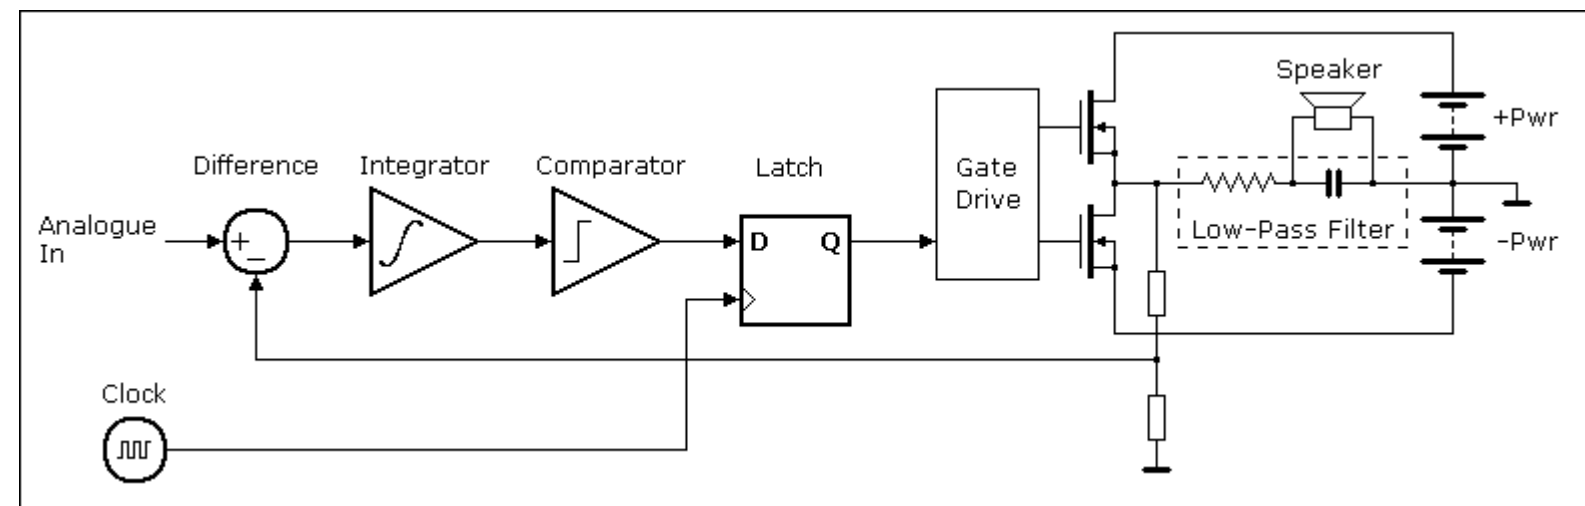 Speaker
+Pwr
Difference
Integrator
Comparator
Latch
Gate
Drive
Analogue
In
+
−
D
Q
Low-Pass Filter
-Pwr
Clock